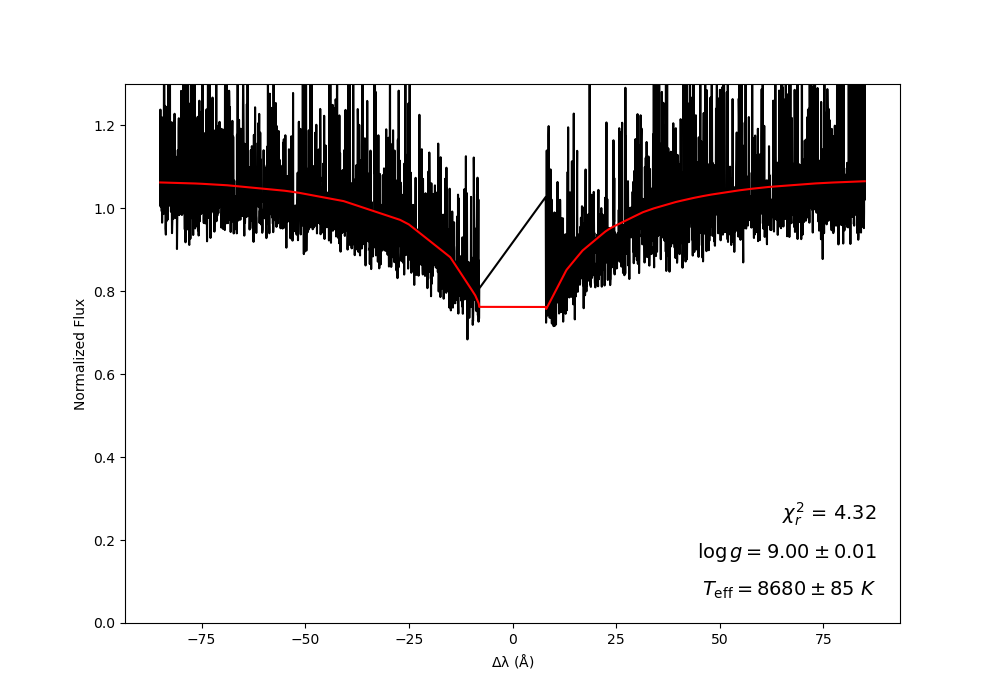 1.2
1.0
0.8
0.6
0.4
0.2
0.0
Normalized Flux
χ²ᵣ = 4.32
log g = 9.00 ± 0.01
T_eff = 8680 ± 85 K
−75 −50 −25 0 25 50 75
Δλ (Å)